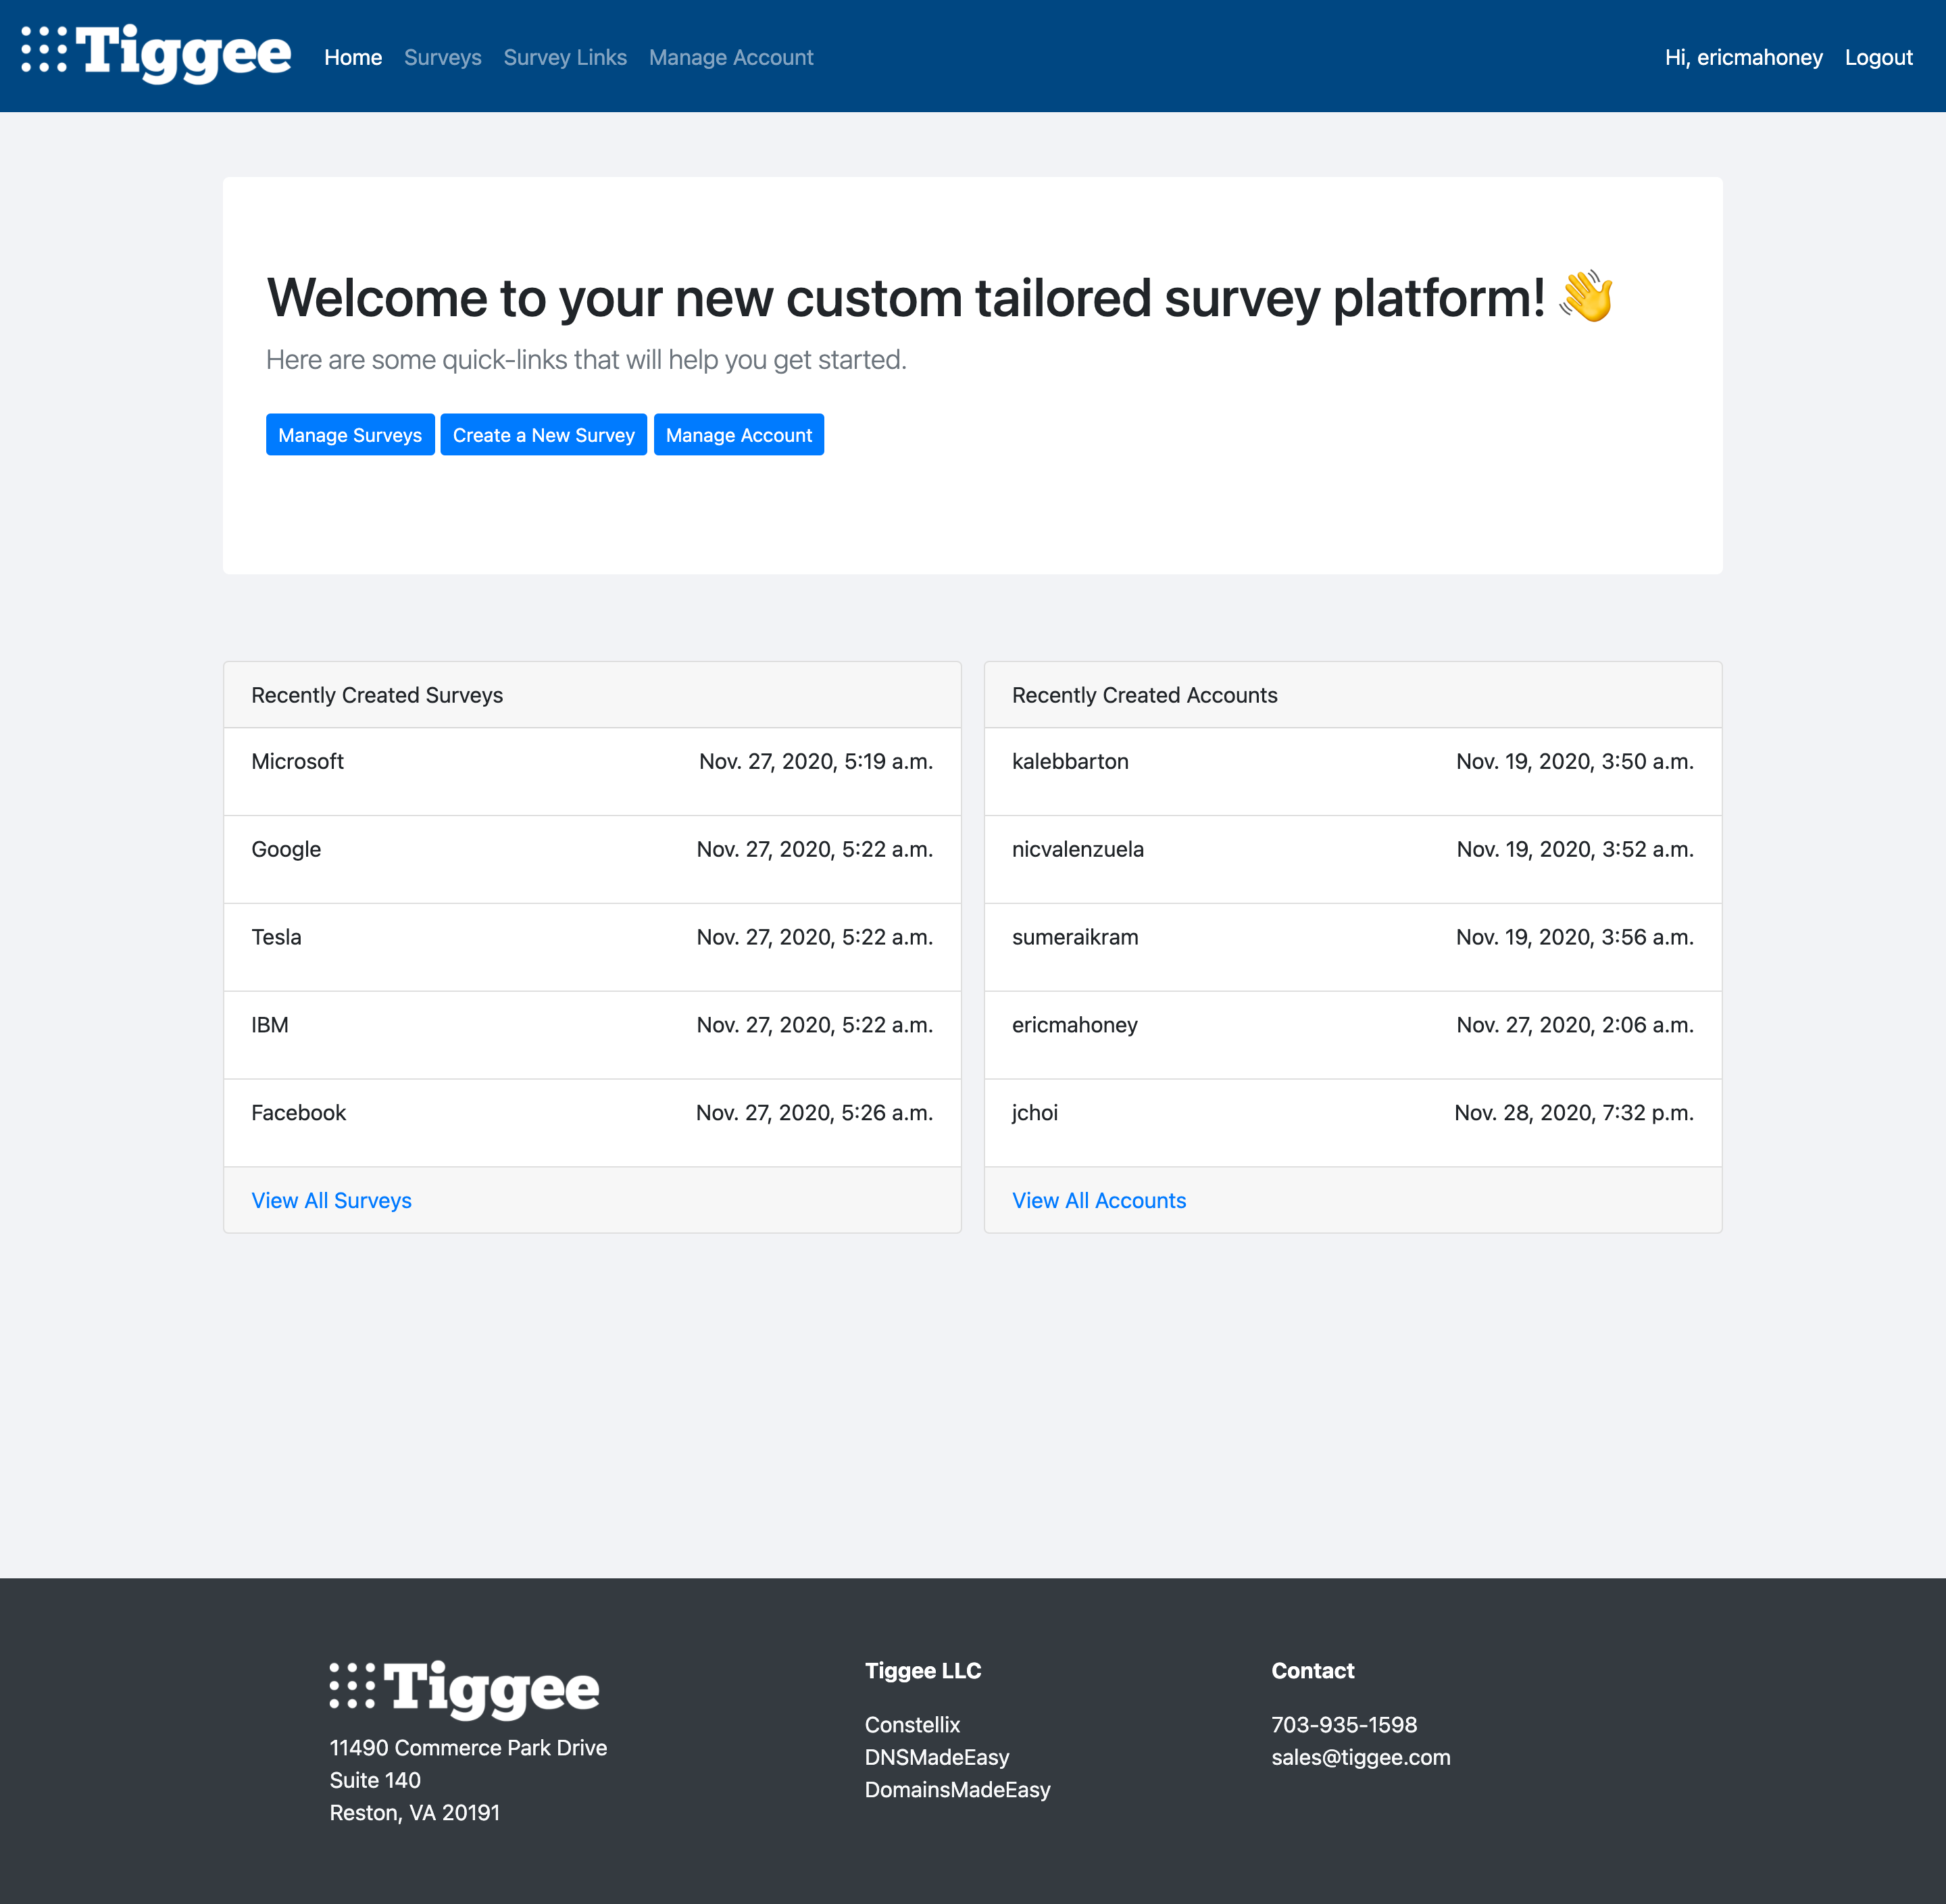 Tiggee Home Surveys Survey Links Manage Account Hi, ericmahoney Logout
Welcome to your new custom tailored survey platform! 👋
Here are some quick-links that will help you get started.
Manage Surveys Create a New Survey Manage Account
Recently Created Surveys
Microsoft Nov. 27, 2020, 5:19 a.m.
Google Nov. 27, 2020, 5:22 a.m.
Tesla Nov. 27, 2020, 5:22 a.m.
IBM Nov. 27, 2020, 5:22 a.m.
Facebook Nov. 27, 2020, 5:26 a.m.
View All Surveys
Recently Created Accounts
kalebbarton Nov. 19, 2020, 3:50 a.m.
nicvalenzuela Nov. 19, 2020, 3:52 a.m.
sumeraikram Nov. 19, 2020, 3:56 a.m.
ericmahoney Nov. 27, 2020, 2:06 a.m.
jchoi Nov. 28, 2020, 7:32 p.m.
View All Accounts
Tiggee
11490 Commerce Park Drive
Suite 140
Reston, VA 20191
Tiggee LLC
Constellix
DNSMadeEasy
DomainsMadeEasy
Contact
703-935-1598
sales@tiggee.com